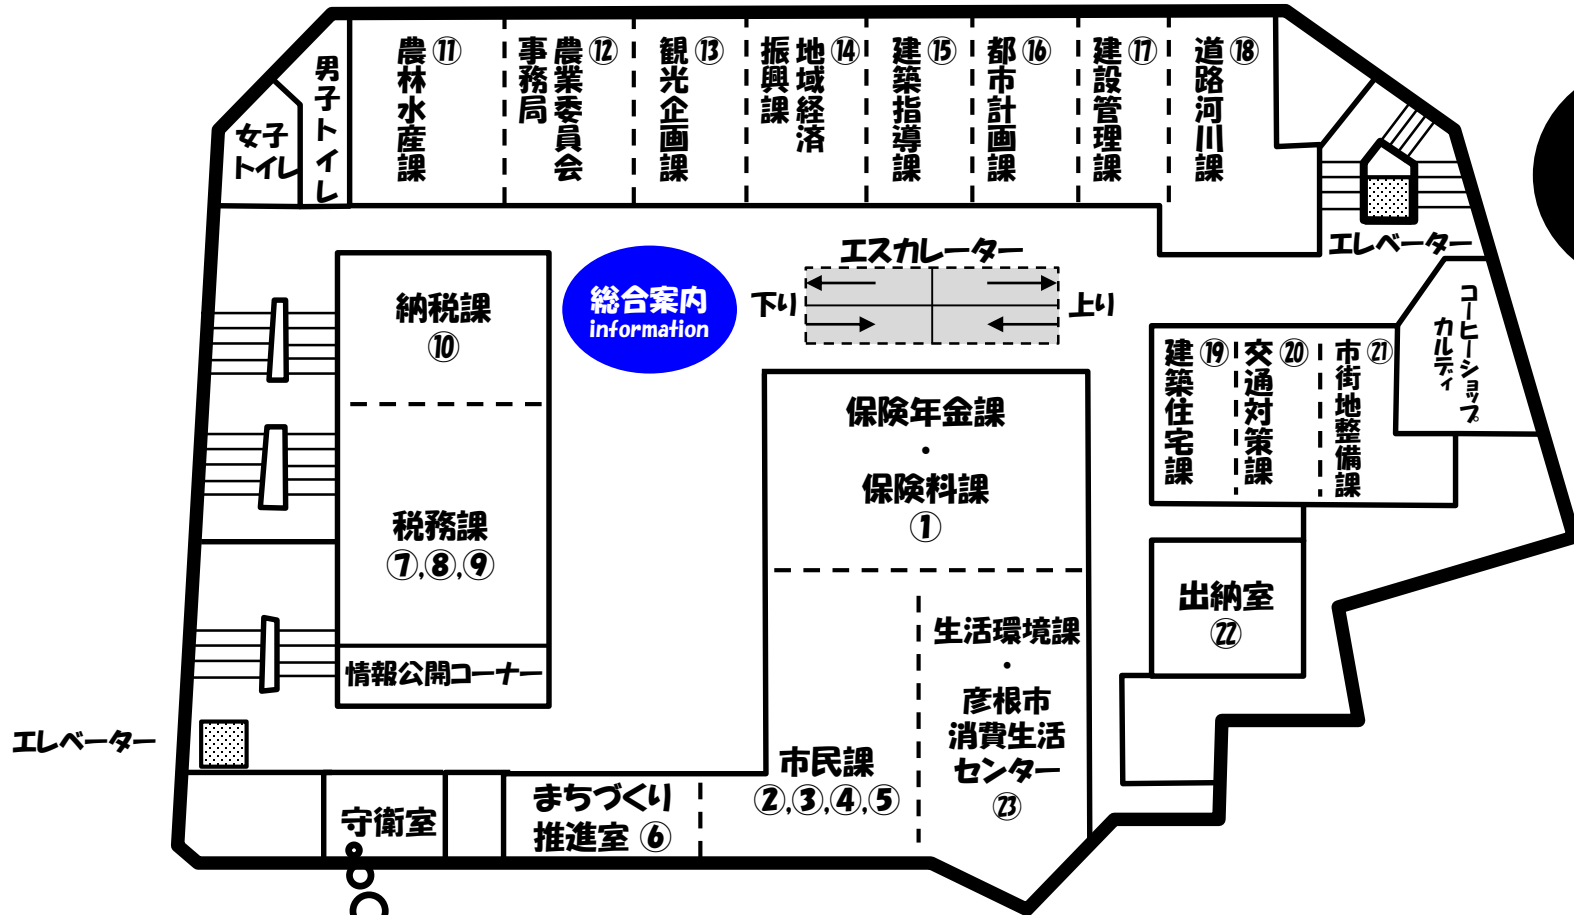 男子トイレ
女子
トイレ
農林水産課 ⑪
農業委員会 ⑫
事務局
観光企画課 ⑬
地域経済 ⑭
振興課
建築指導課 ⑮
都市計画課 ⑯
建設管理課 ⑰
道路河川課 ⑱
エレベーター
エスカレーター
下り
上り
総合案内
information
納税課
⑩
税務課
⑦,⑧,⑨
情報公開コーナー
保険年金課
・
保険料課
①
建築住宅課 ⑲
交通対策課 ⑳
市街地整備課 ㉑
コーヒーショップ
カルディ
出納室
㉒
生活環境課
・
彦根市
消費生活
センター
㉓
市民課
②,③,④,⑤
エレベーター
守衛室
まちづくり
推進室 ⑥